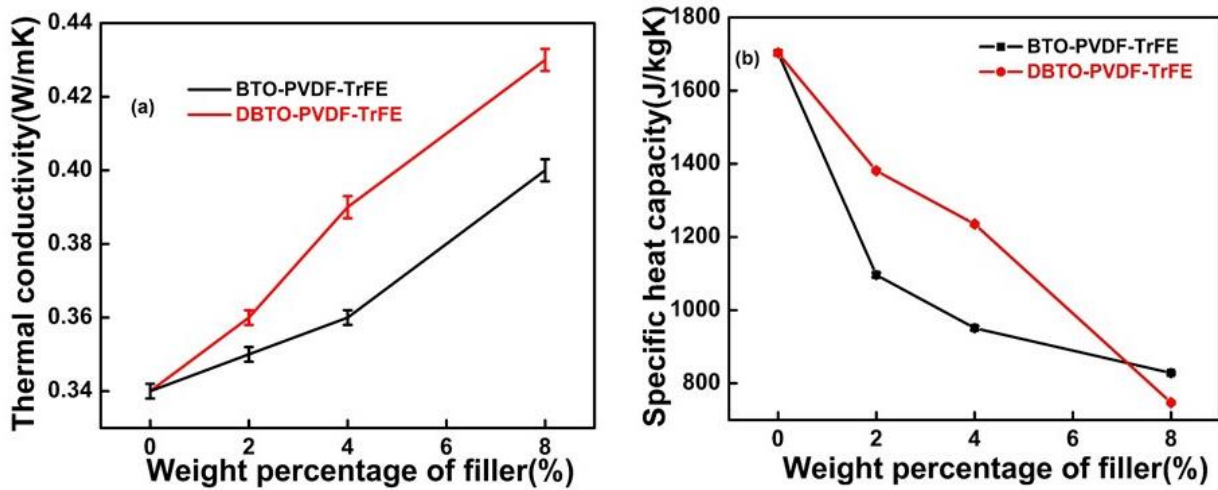 Thermal conductivity(W/mK)
0.44
0.42
0.40
0.38
0.36
0.34
(a)
BTO-PVDF-TrFE
DBTO-PVDF-TrFE
0 2 4 6 8
Weight percentage of filler(%)
Specific heat capacity(J/kgK)
1800
1600
1400
1200
1000
800
(b)
BTO-PVDF-TrFE
DBTO-PVDF-TrFE
0 2 4 6 8
Weight percentage of filler(%)